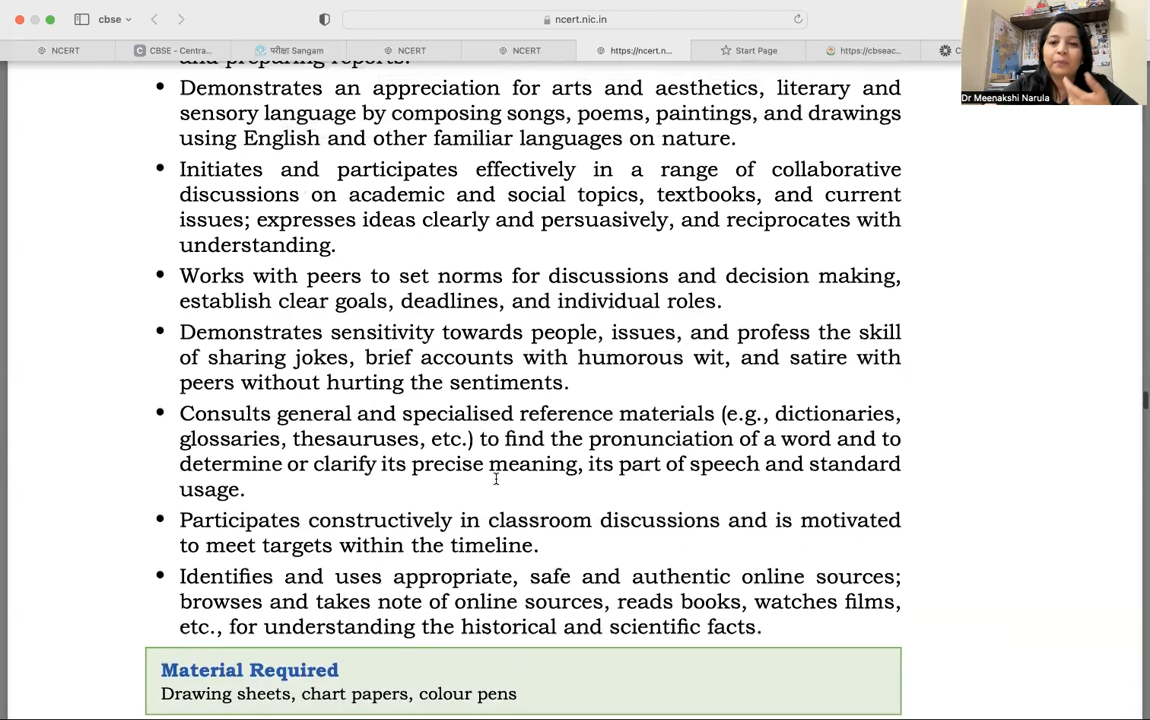 cbse
ncert.nic.in
NCERT
CBSE - Centra...
परीक्षा Sangam
NCERT
NCERT
https://ncert.n...
Start Page
https://cbseac...
Dr Meenakshi Narula
and preparing reports.
• Demonstrates an appreciation for arts and aesthetics, literary and
sensory language by composing songs, poems, paintings, and drawings
using English and other familiar languages on nature.
• Initiates and participates effectively in a range of collaborative
discussions on academic and social topics, textbooks, and current
issues; expresses ideas clearly and persuasively, and reciprocates with
understanding.
• Works with peers to set norms for discussions and decision making,
establish clear goals, deadlines, and individual roles.
• Demonstrates sensitivity towards people, issues, and profess the skill
of sharing jokes, brief accounts with humorous wit, and satire with
peers without hurting the sentiments.
• Consults general and specialised reference materials (e.g., dictionaries,
glossaries, thesauruses, etc.) to find the pronunciation of a word and to
determine or clarify its precise meaning, its part of speech and standard
usage.
• Participates constructively in classroom discussions and is motivated
to meet targets within the timeline.
• Identifies and uses appropriate, safe and authentic online sources;
browses and takes note of online sources, reads books, watches films,
etc., for understanding the historical and scientific facts.
Material Required
Drawing sheets, chart papers, colour pens